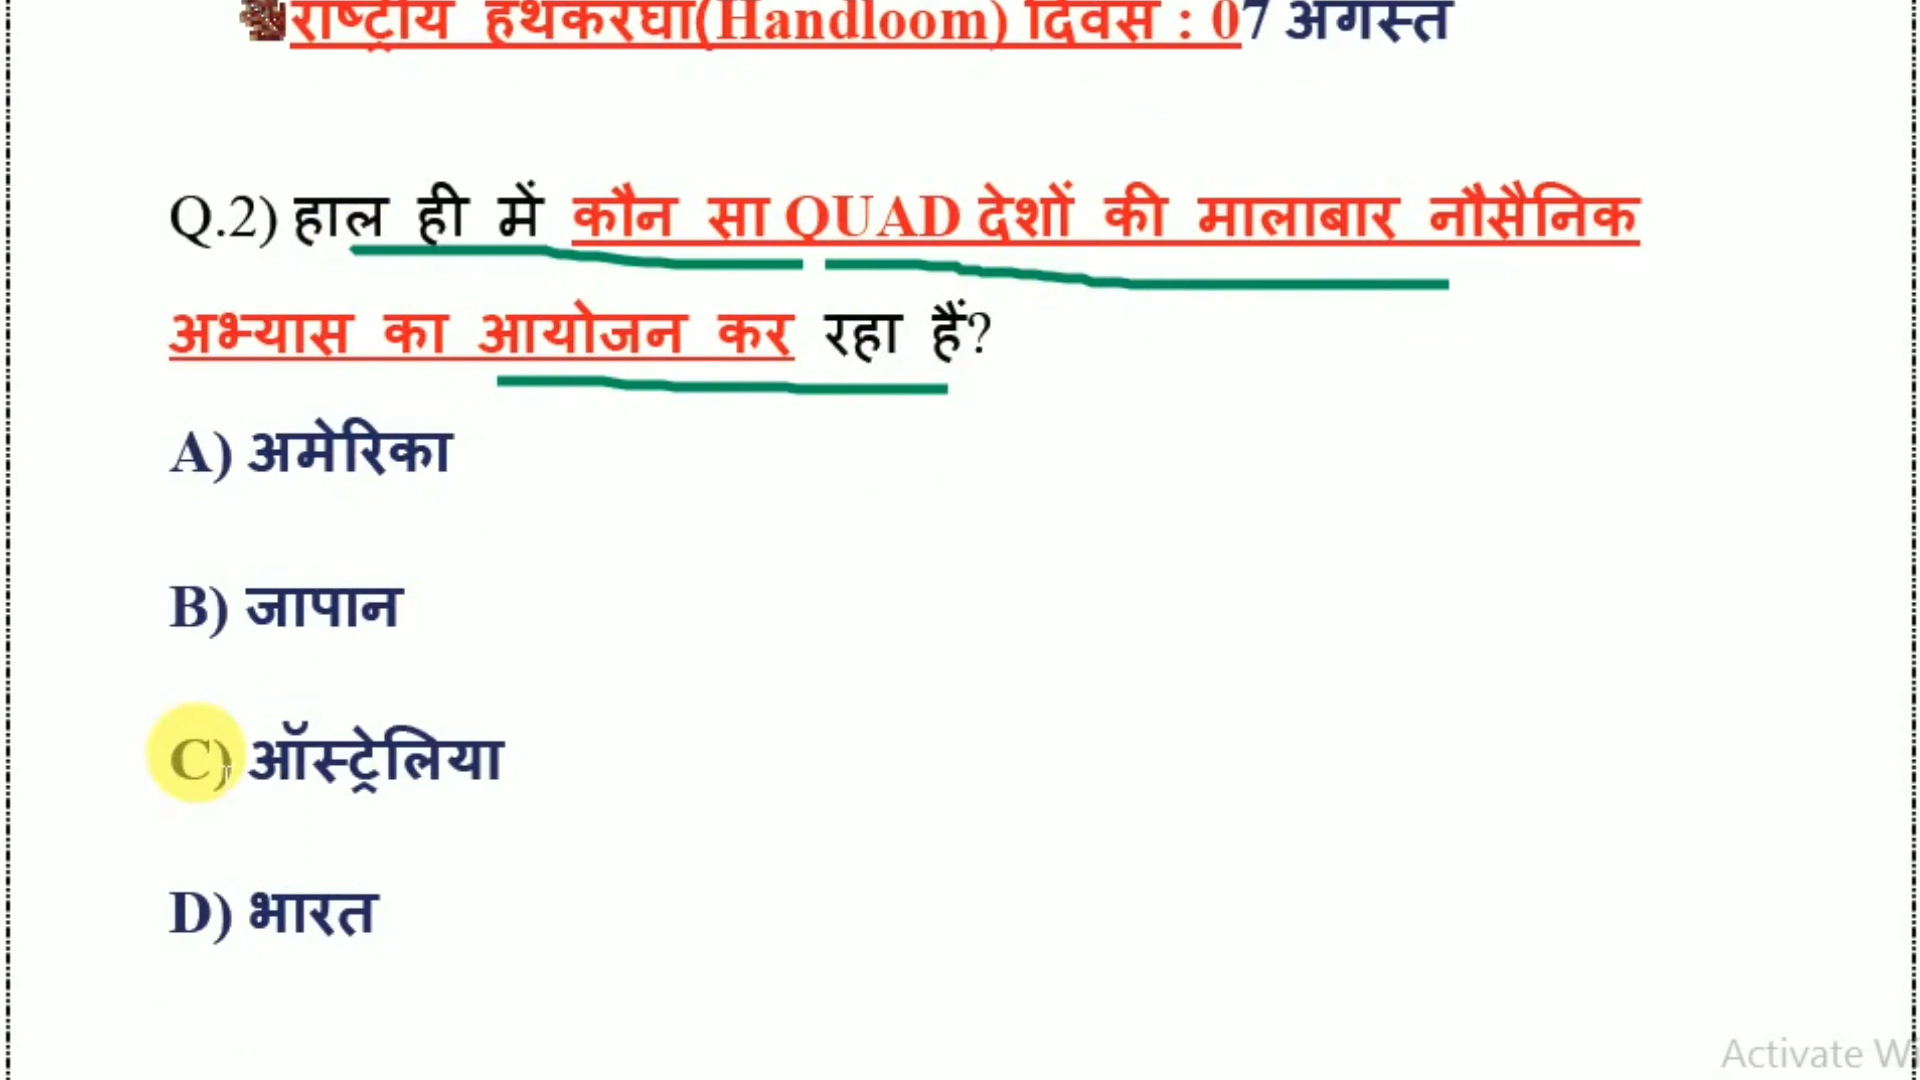 राष्ट्रीय हथकरघा(Handloom) दिवस : 07 अगस्त
Q.2) हाल ही में कौन सा QUAD देशों की मालाबार नौसैनिक
अभ्यास का आयोजन कर रहा हैं?
A) अमेरिका
B) जापान
C) ऑस्ट्रेलिया
D) भारत
Activate